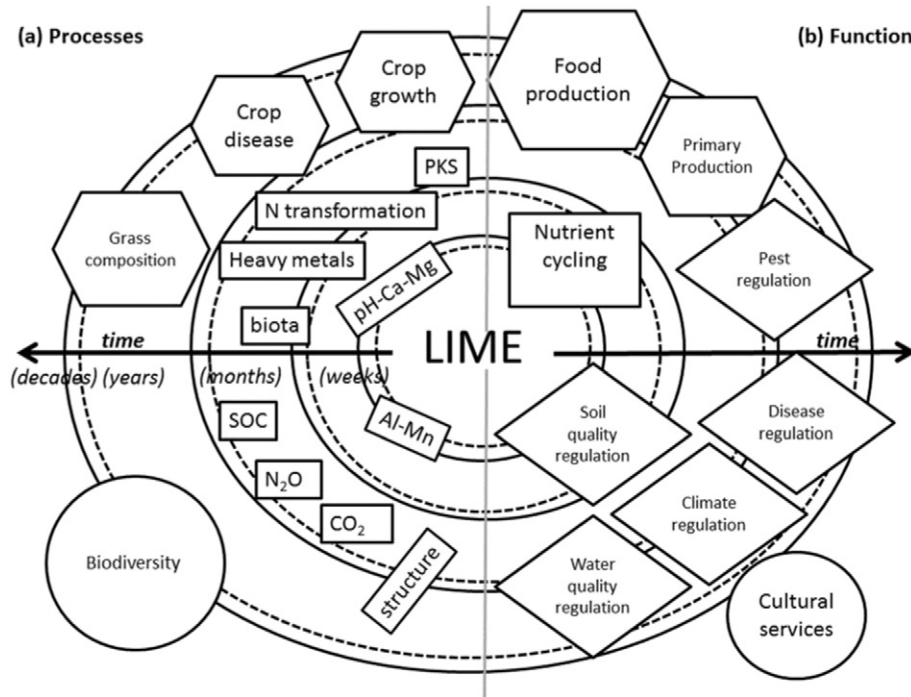 (a) Processes
(b) Function
Crop
growth
Food
production
Crop
disease
Primary
Production
PKS
N transformation
Grass
composition
Heavy metals
pH-Ca-Mg
Nutrient
cycling
Pest
regulation
biota
time
LIME
time
(decades) (years)
(months)
(weeks)
SOC
Al-Mn
Soil
quality
regulation
Disease
regulation
N₂O
CO₂
Climate
regulation
Biodiversity
structure
Water
quality
regulation
Cultural
services